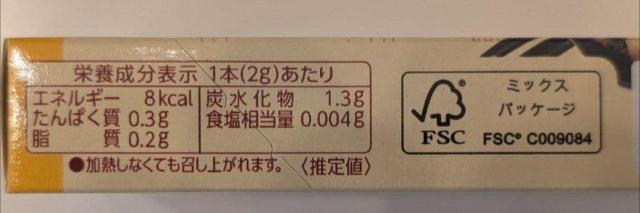 栄養成分表示 1本(2g)あたり
エネルギー 8kcal
たんぱく質 0.3g
脂質 0.2g
炭水化物 1.3g
食塩相当量 0.004g
●加熱しなくても召し上がれます。 〈推定値〉
FSC
ミックス
パッケージ
FSC® C009084